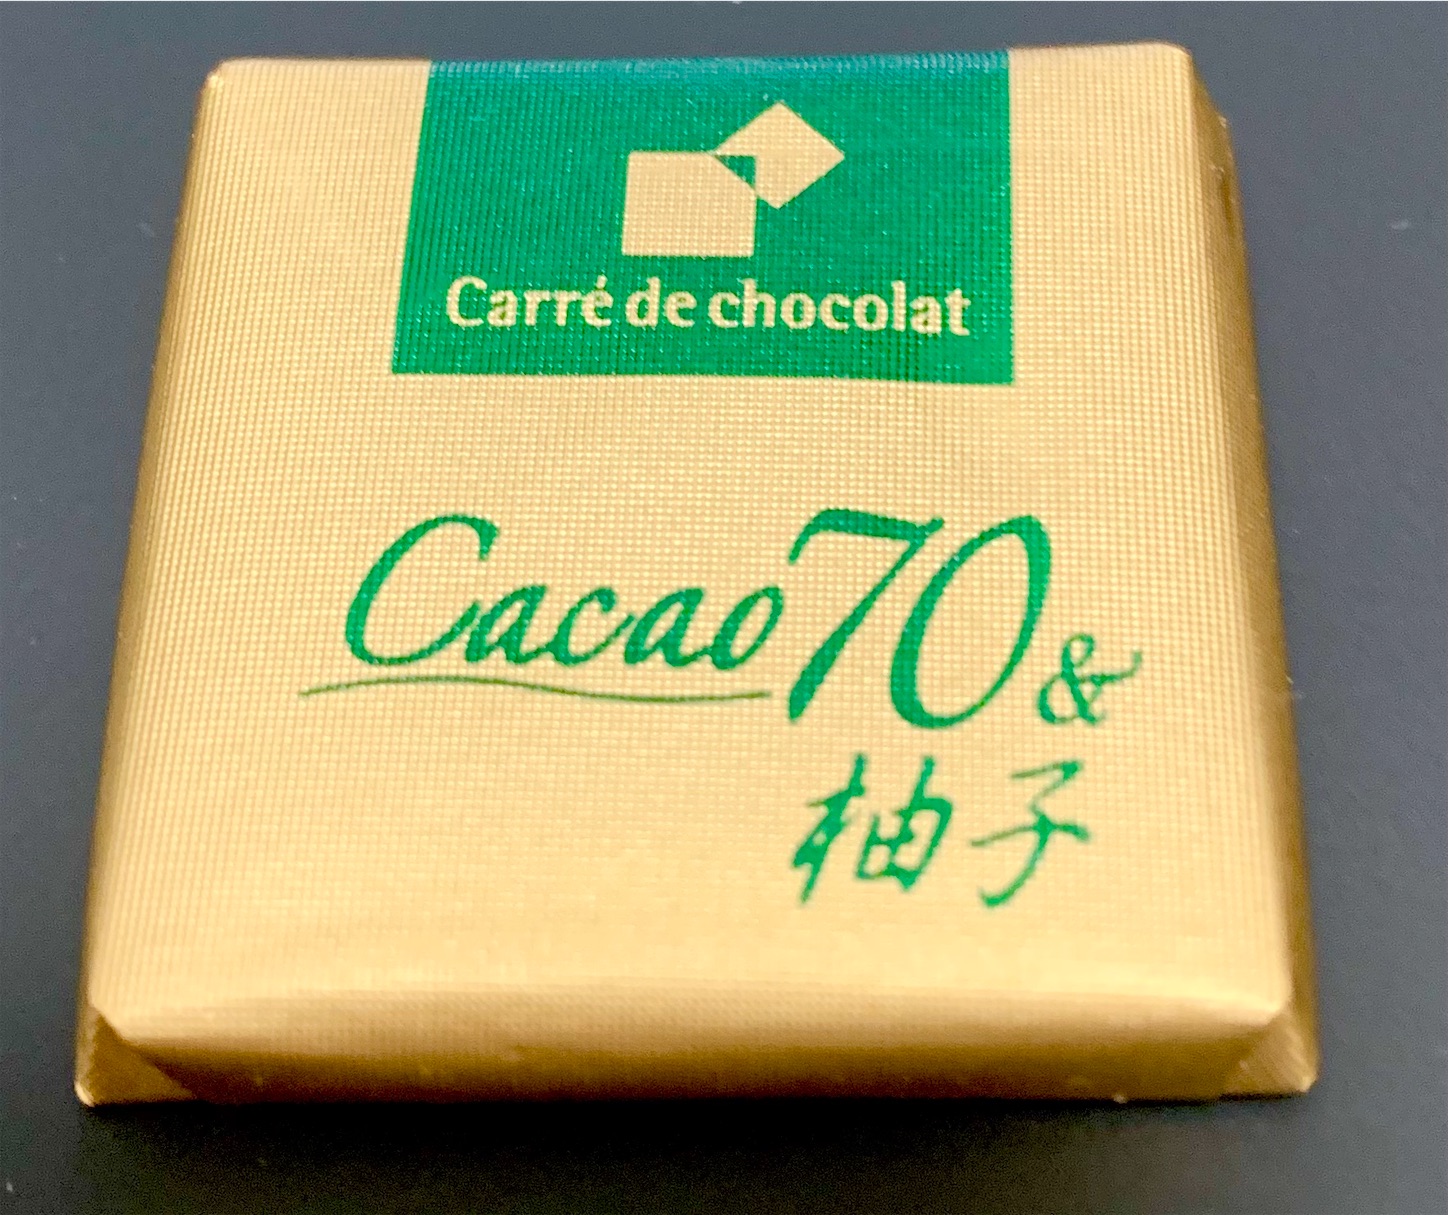 Carré de chocolat
Cacao70&
柚子